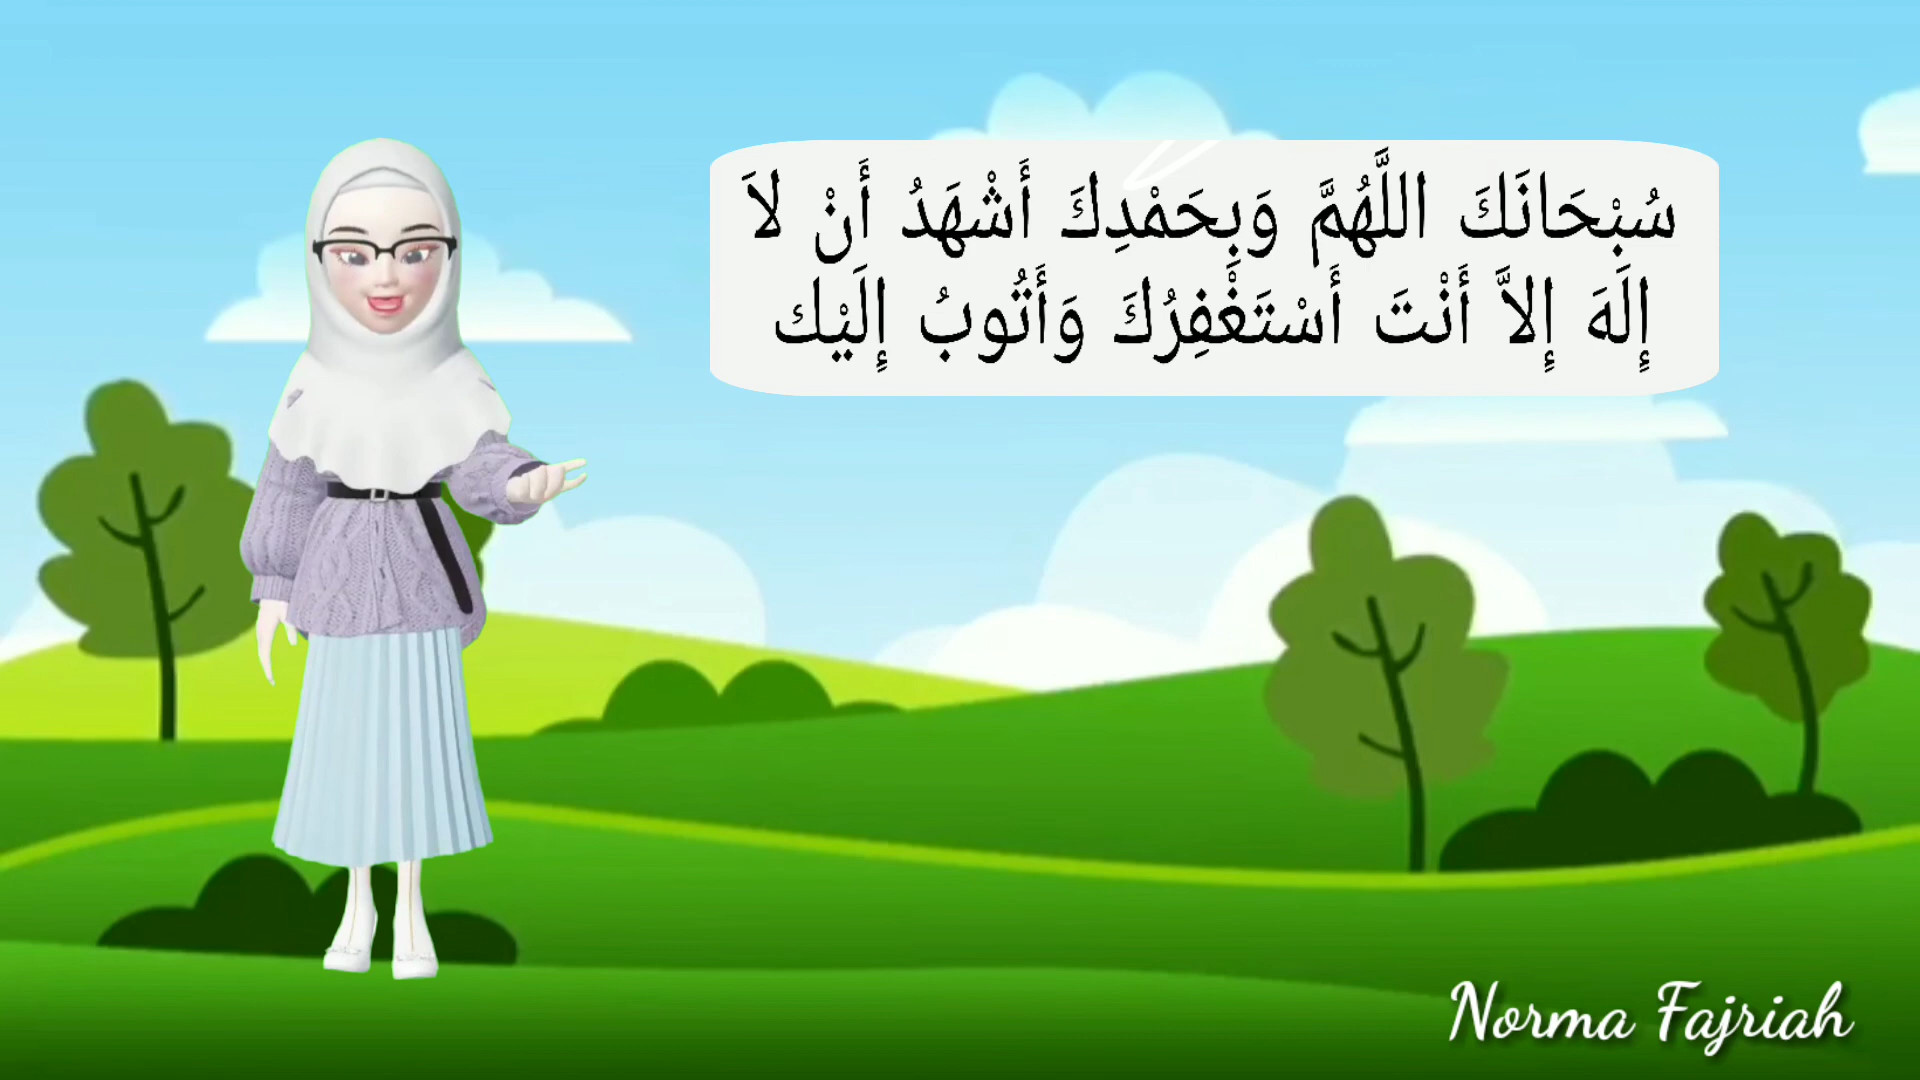 سُبْحَانَكَ اللَّهُمَّ وَبِحَمْدِكَ أَشْهَدُ أَنْ لاَ
إِلَهَ إِلاَّ أَنْتَ أَسْتَغْفِرُكَ وَأَتُوبُ إِلَيْك
Norma Fajriah